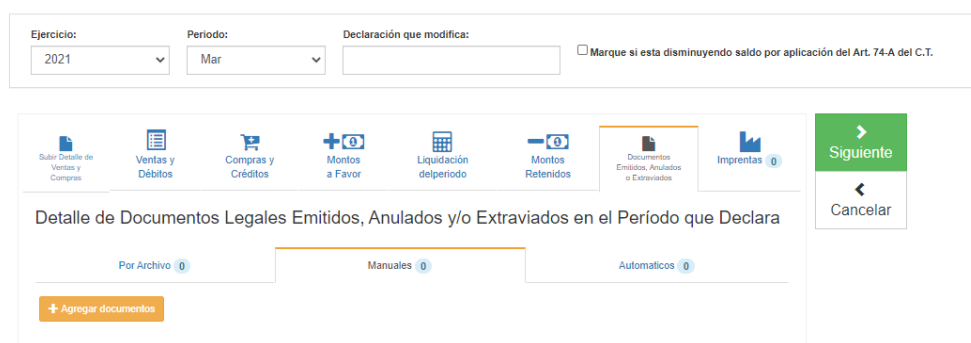 Ejercicio:
Periodo:
Declaración que modifica:
2021
Mar
Marque si esta disminuyendo saldo por aplicación del Art. 74-A del C.T.
Subir Detalle de
Ventas y
Compras
Ventas y
Débitos
Compras y
Créditos
Montos
a Favor
Liquidación
delperiodo
Montos
Retenidos
Documentos
Emitidos, Anulados
o Extraviados
Imprentas 0
Siguiente
Cancelar
Detalle de Documentos Legales Emitidos, Anulados y/o Extraviados en el Período que Declara
Por Archivo 0
Manuales 0
Automaticos 0
+ Agregar documentos